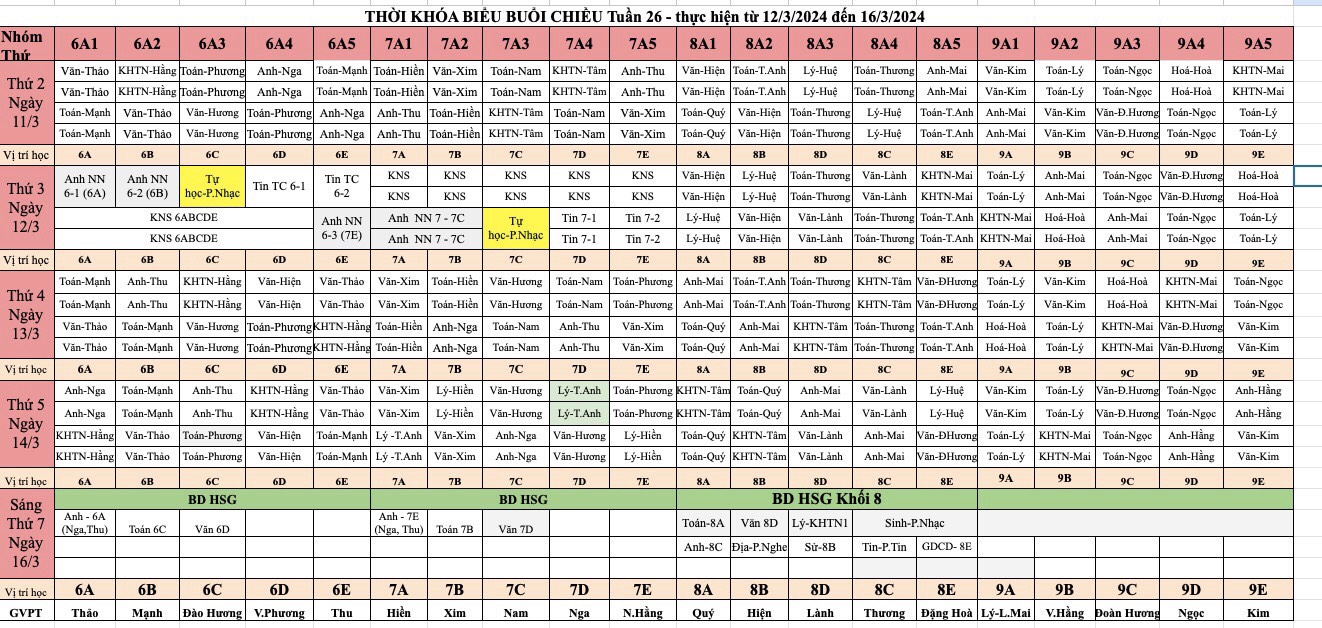 THỜI KHÓA BIỂU BUỔI CHIỀU Tuần 26 - thực hiện từ 12/3/2024 đến 16/3/2024
Nhóm Thứ 6A1 6A2 6A3 6A4 6A5 7A1 7A2 7A3 7A4 7A5 8A1 8A2 8A3 8A4 8A5 9A1 9A2 9A3 9A4 9A5
Thứ 2 Ngày 11/3
Văn-Thảo KHTN-Hằng Toán-Phương Anh-Nga Toán-Mạnh Toán-Hiền Văn-Xim Toán-Nam KHTN-Tâm Anh-Thu Văn-Hiện Toán-T.Anh Lý-Huệ Toán-Thương Anh-Mai Văn-Kim Toán-Lý Toán-Ngọc Hoá-Hoà KHTN-Mai
Văn-Thảo KHTN-Hằng Toán-Phương Anh-Nga Toán-Mạnh Toán-Hiền Văn-Xim Toán-Nam KHTN-Tâm Anh-Thu Văn-Hiện Toán-T.Anh Lý-Huệ Toán-Thương Anh-Mai Văn-Kim Toán-Lý Toán-Ngọc Hoá-Hoà KHTN-Mai
Toán-Mạnh Văn-Thảo Văn-Hương Toán-Phương Anh-Nga Anh-Thu Toán-Hiền KHTN-Tâm Toán-Nam Văn-Xim Toán-Quý Văn-Hiện Toán-Thương Lý-Huệ Toán-T.Anh Anh-Mai Văn-Kim Văn-Đ.Hương Toán-Ngọc Toán-Lý
Toán-Mạnh Văn-Thảo Văn-Hương Toán-Phương Anh-Nga Anh-Thu Toán-Hiền KHTN-Tâm Toán-Nam Văn-Xim Toán-Quý Văn-Hiện Toán-Thương Lý-Huệ Toán-T.Anh Anh-Mai Văn-Kim Văn-Đ.Hương Toán-Ngọc Toán-Lý
Vị trí học 6A 6B 6C 6D 6E 7A 7B 7C 7D 7E 8A 8B 8D 8C 8E 9A 9B 9C 9D 9E
Thứ 3 Ngày 12/3
Anh NN 6-1 (6A) Anh NN 6-2 (6B) Tự học-P.Nhạc Tin TC 6-1 Tin TC 6-2 KNS KNS KNS KNS KNS Văn-Hiện Lý-Huệ Toán-Thương Văn-Lành KHTN-Mai Toán-Lý Anh-Mai Toán-Ngọc Văn-Đ.Hương Hoá-Hoà
KNS KNS KNS KNS KNS Văn-Hiện Lý-Huệ Toán-Thương Văn-Lành KHTN-Mai Toán-Lý Anh-Mai Toán-Ngọc Văn-Đ.Hương Hoá-Hoà
KNS 6ABCDE Anh NN 6-3 (7E) Anh NN 7 - 7C Tự học-P.Nhạc Tin 7-1 Tin 7-2 Lý-Huệ Văn-Hiện Văn-Lành Toán-Thương Toán-T.Anh KHTN-Mai Hoá-Hoà Anh-Mai Toán-Ngọc Toán-Lý
KNS 6ABCDE Anh NN 7 - 7C Tin 7-1 Tin 7-2 Lý-Huệ Văn-Hiện Văn-Lành Toán-Thương Toán-T.Anh KHTN-Mai Hoá-Hoà Anh-Mai Toán-Ngọc Toán-Lý
Vị trí học 6A 6B 6C 6D 6E 7A 7B 7C 7D 7E 8A 8B 8D 8C 8E 9A 9B 9C 9D 9E
Thứ 4 Ngày 13/3
Toán-Mạnh Anh-Thu KHTN-Hằng Văn-Hiện Văn-Thảo Văn-Xim Toán-Hiền Văn-Hương Toán-Nam Toán-Phương Anh-Mai Toán-T.Anh Toán-Thương KHTN-Tâm Văn-ĐHương Toán-Lý Văn-Kim Hoá-Hoà KHTN-Mai Toán-Ngọc
Toán-Mạnh Anh-Thu KHTN-Hằng Văn-Hiện Văn-Thảo Văn-Xim Toán-Hiền Văn-Hương Toán-Nam Toán-Phương Anh-Mai Toán-T.Anh Toán-Thương KHTN-Tâm Văn-ĐHương Toán-Lý Văn-Kim Hoá-Hoà KHTN-Mai Toán-Ngọc
Văn-Thảo Toán-Mạnh Văn-Hương Toán-Phương KHTN-Hằng Toán-Hiền Anh-Nga Toán-Nam Anh-Thu Văn-Xim Toán-Quý Anh-Mai KHTN-Tâm Toán-Thương Toán-T.Anh Hoá-Hoà Toán-Lý KHTN-Mai Văn-Đ.Hương Văn-Kim
Văn-Thảo Toán-Mạnh Văn-Hương Toán-Phương KHTN-Hằng Toán-Hiền Anh-Nga Toán-Nam Anh-Thu Văn-Xim Toán-Quý Anh-Mai KHTN-Tâm Toán-Thương Toán-T.Anh Hoá-Hoà Toán-Lý KHTN-Mai Văn-Đ.Hương Văn-Kim
Vị trí học 6A 6B 6C 6D 6E 7A 7B 7C 7D 7E 8A 8B 8D 8C 8E 9A 9B 9C 9D 9E
Thứ 5 Ngày 14/3
Anh-Nga Toán-Mạnh Anh-Thu KHTN-Hằng Văn-Thảo Văn-Xim Lý-Hiền Văn-Hương Lý-T.Anh Toán-Phương KHTN-Tâm Toán-Quý Anh-Mai Văn-Lành Lý-Huệ Văn-Kim Toán-Lý Văn-Đ.Hương Toán-Ngọc Anh-Hằng
Anh-Nga Toán-Mạnh Anh-Thu KHTN-Hằng Văn-Thảo Văn-Xim Lý-Hiền Văn-Hương Lý-T.Anh Toán-Phương KHTN-Tâm Toán-Quý Anh-Mai Văn-Lành Lý-Huệ Văn-Kim Toán-Lý Văn-Đ.Hương Toán-Ngọc Anh-Hằng
KHTN-Hằng Văn-Thảo Toán-Phương Văn-Hiện Toán-Mạnh Lý -T.Anh Văn-Xim Anh-Nga Văn-Hương Lý-Hiền Toán-Quý KHTN-Tâm Văn-Lành Anh-Mai Văn-ĐHương Toán-Lý KHTN-Mai Toán-Ngọc Anh-Hằng Văn-Kim
KHTN-Hằng Văn-Thảo Toán-Phương Văn-Hiện Toán-Mạnh Lý -T.Anh Văn-Xim Anh-Nga Văn-Hương Lý-Hiền Toán-Quý KHTN-Tâm Văn-Lành Anh-Mai Văn-ĐHương Toán-Lý KHTN-Mai Toán-Ngọc Anh-Hằng Văn-Kim
Vị trí học 6A 6B 6C 6D 6E 7A 7B 7C 7D 7E 8A 8B 8D 8C 8E 9A 9B 9C 9D 9E
Sáng Thứ 7 Ngày 16/3
BD HSG BD HSG BD HSG Khối 8
Anh - 6A (Nga,Thu) Toán 6C Văn 6D Anh - 7E (Nga, Thu) Toán 7B Văn 7D Toán-8A Văn 8D Lý-KHTN1 Sinh-P.Nhạc
Anh-8C Địa-P.Nghe Sử-8B Tin-P.Tin GDCD- 8E
Vị trí học 6A 6B 6C 6D 6E 7A 7B 7C 7D 7E 8A 8B 8D 8C 8E 9A 9B 9C 9D 9E
GVPT Thảo Mạnh Đào Hương V.Phương Thu Hiền Xim Nam Nga N.Hằng Quý Hiện Lành Thương Đặng Hoà Lý-L.Mai V.Hằng Đoàn Hương Ngọc Kim